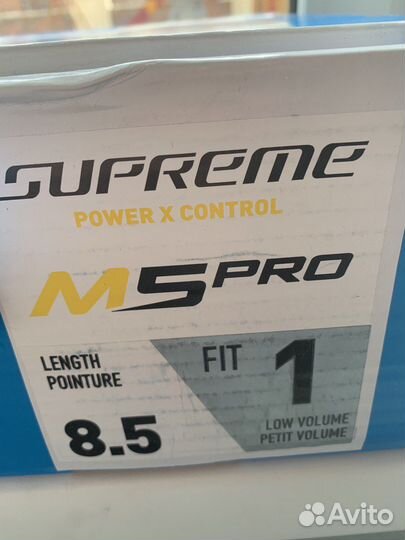 SUPREME
POWER X CONTROL
M5PRO
LENGTH
POINTURE
8.5
FIT 1
LOW VOLUME
PETIT VOLUME
Avito